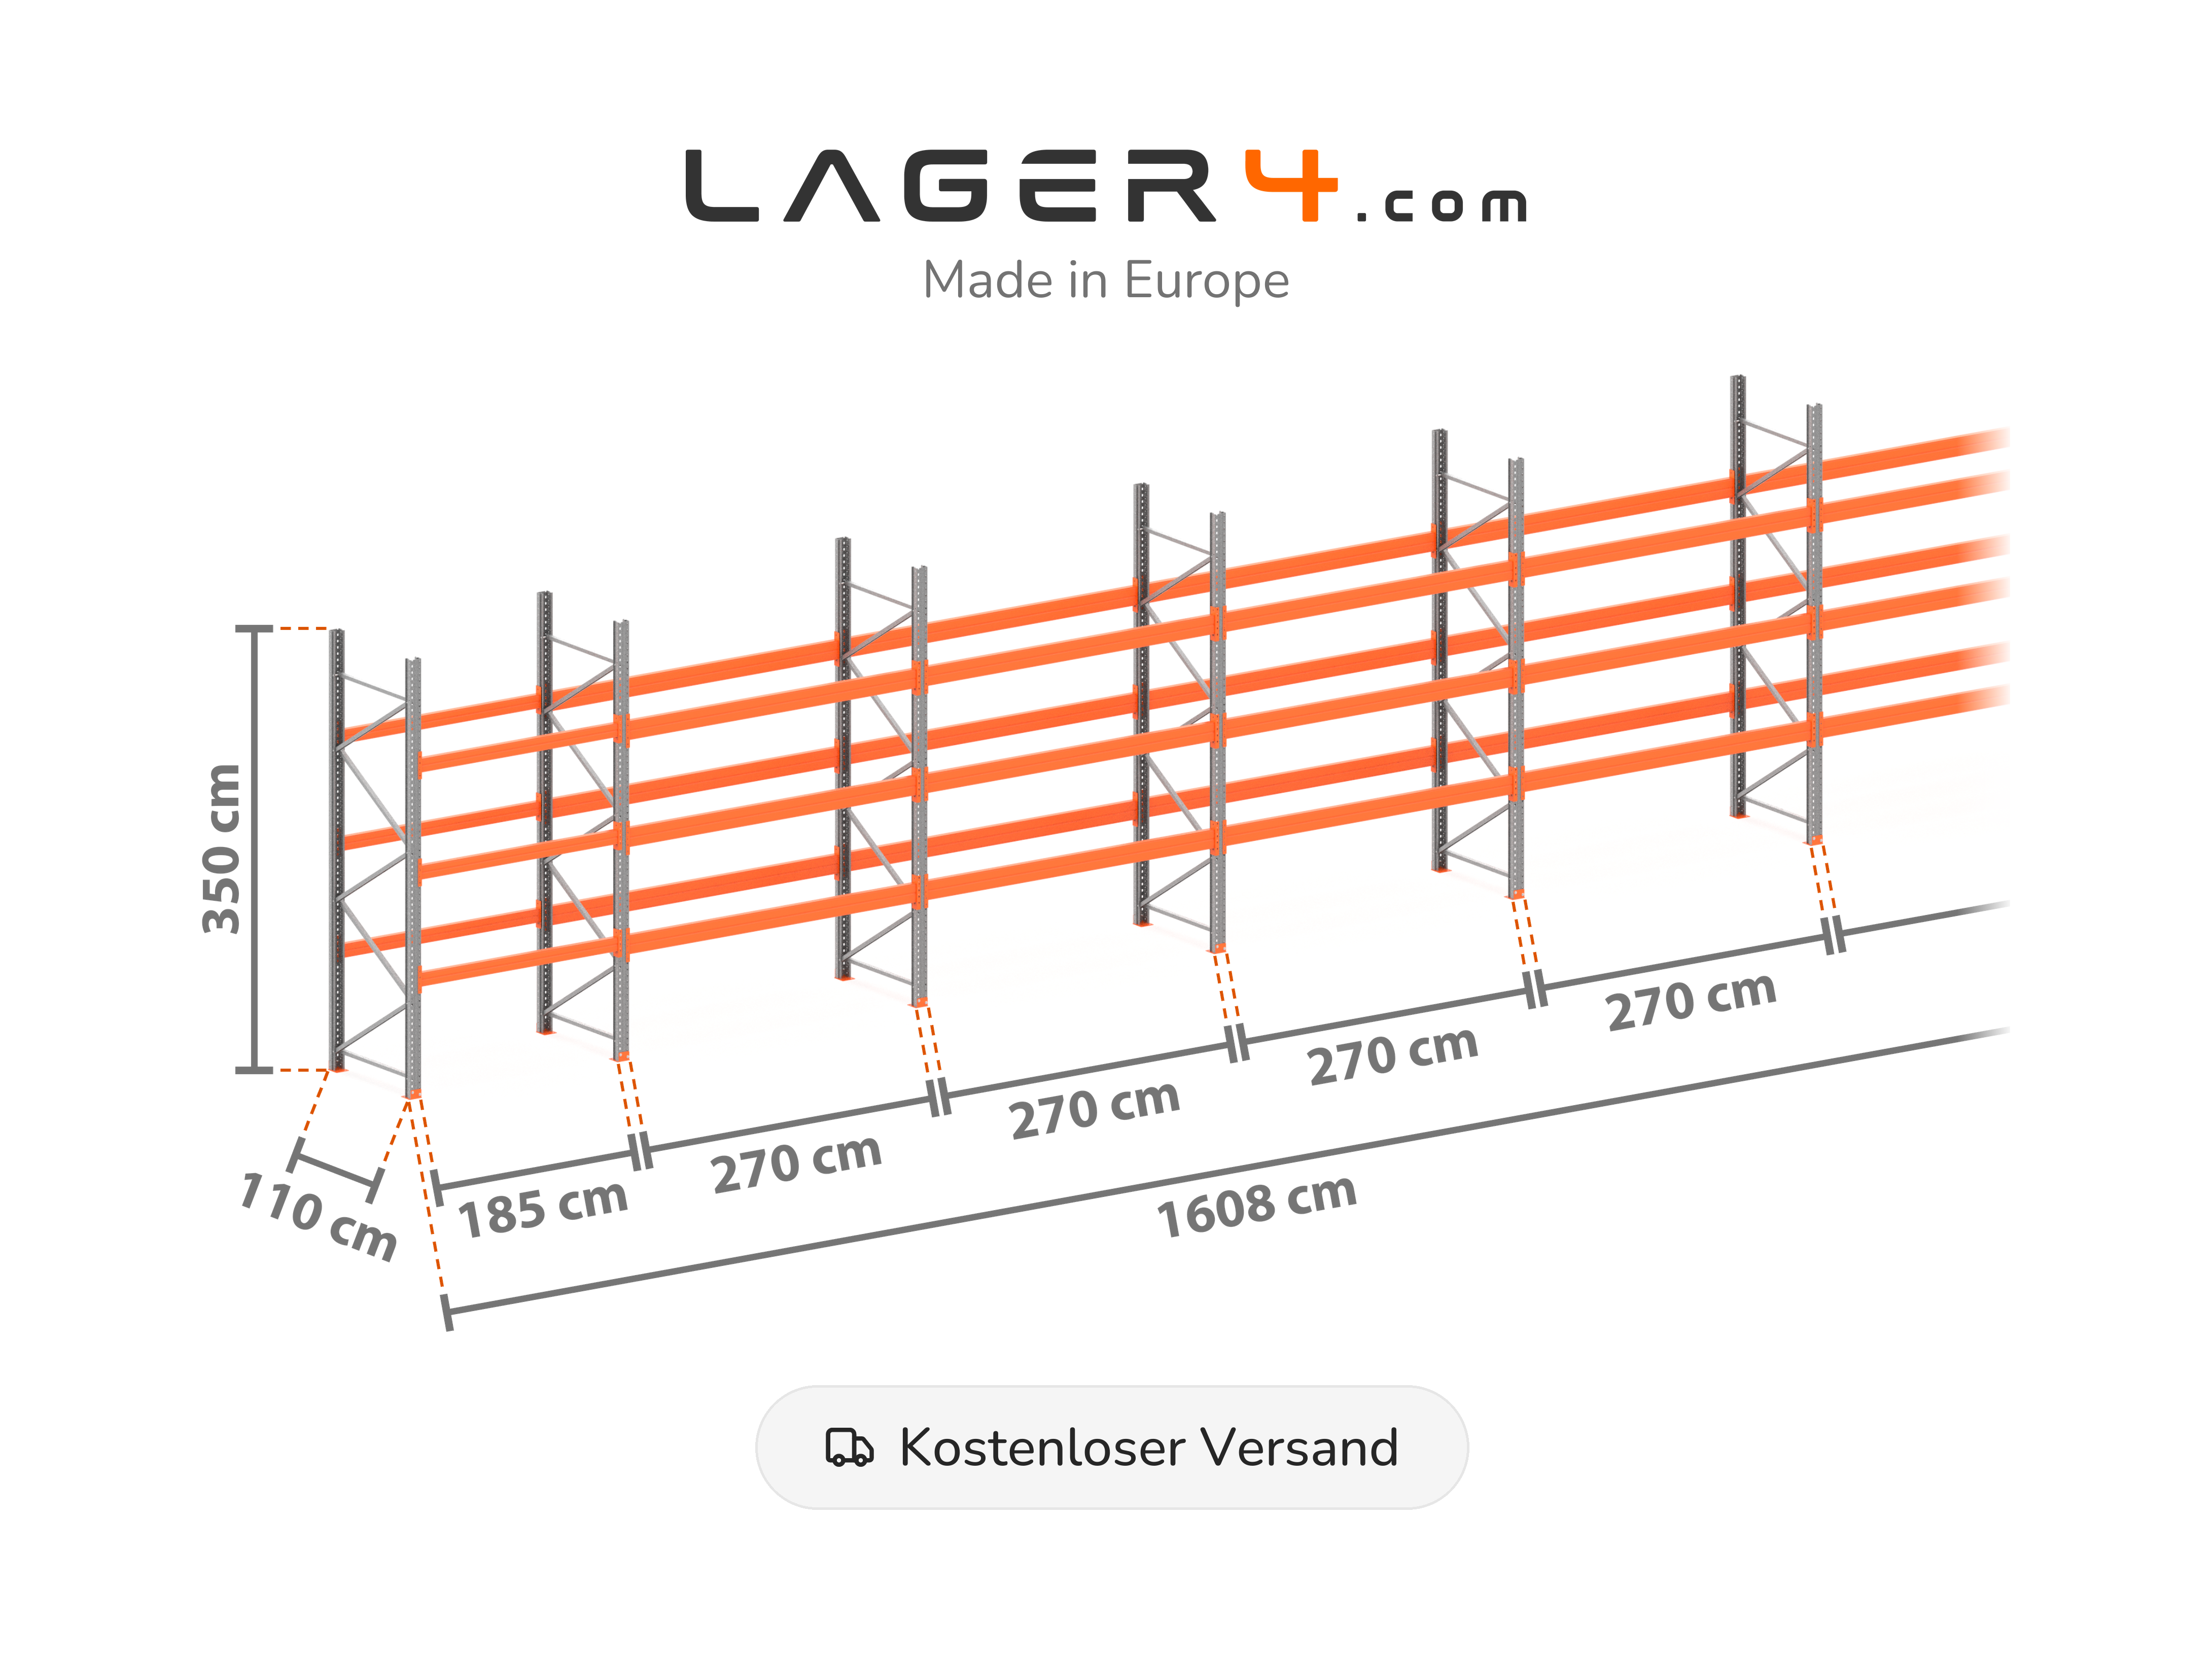 LAGER4.com
Made in Europe
350 cm
110 cm
185 cm
270 cm
270 cm
270 cm
270 cm
1608 cm
Kostenloser Versand